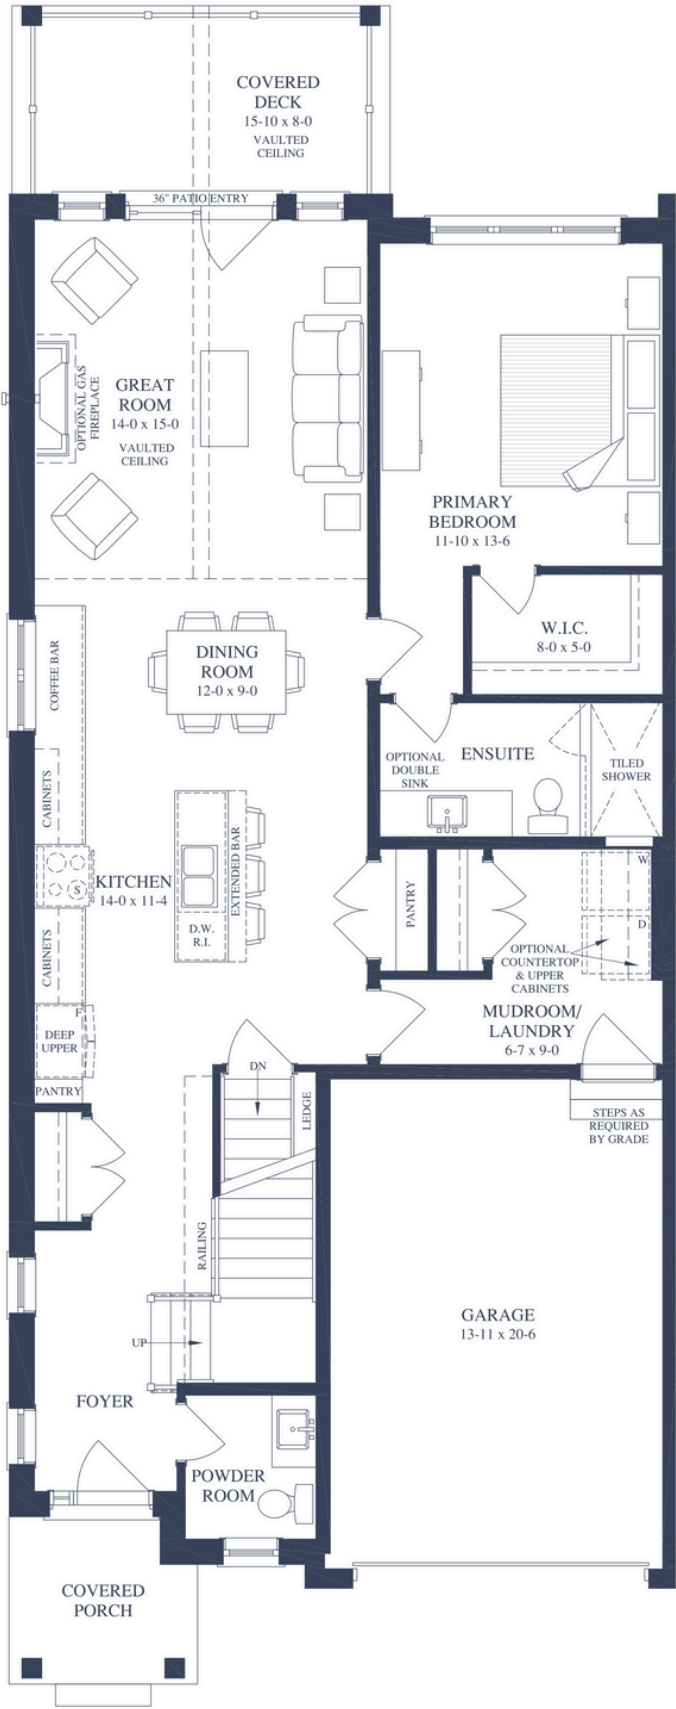 COVERED
DECK
15-10 x 8-0
VAULTED
CEILING
36" PATIO ENTRY
OPTIONAL GAS
FIREPLACE
GREAT
ROOM
14-0 x 15-0
VAULTED
CEILING
PRIMARY
BEDROOM
11-10 x 13-6
W.I.C.
8-0 x 5-0
COFFEE BAR
DINING
ROOM
12-0 x 9-0
ENSUITE
OPTIONAL
DOUBLE
SINK
TILED
SHOWER
CABINETS
KITCHEN
14-0 x 11-4
S
EXTENDED BAR
D.W.
R.I.
PANTRY
W
D
OPTIONAL
COUNTERTOP
& UPPER
CABINETS
CABINETS
F
DEEP
UPPER
PANTRY
MUDROOM/
LAUNDRY
6-7 x 9-0
DN
LEDGE
STEPS AS
REQUIRED
BY GRADE
RAILING
UP
GARAGE
13-11 x 20-6
FOYER
POWDER
ROOM
COVERED
PORCH